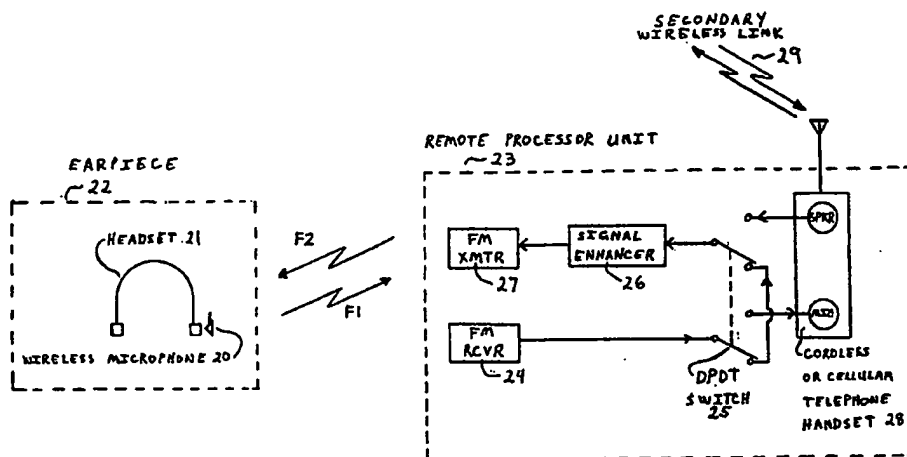 SECONDARY
WIRELESS LINK
29
REMOTE PROCESSOR UNIT
23
EARPIECE
22
HEADSET 21
F2
F1
WIRELESS MICROPHONE 20
FM
XMTR
27
SIGNAL
ENHANCER
26
SPKR
MIC
FM
RCVR
24
DPDT
SWITCH
25
CORDLESS
OR CELLULAR
TELEPHONE
HANDSET 28